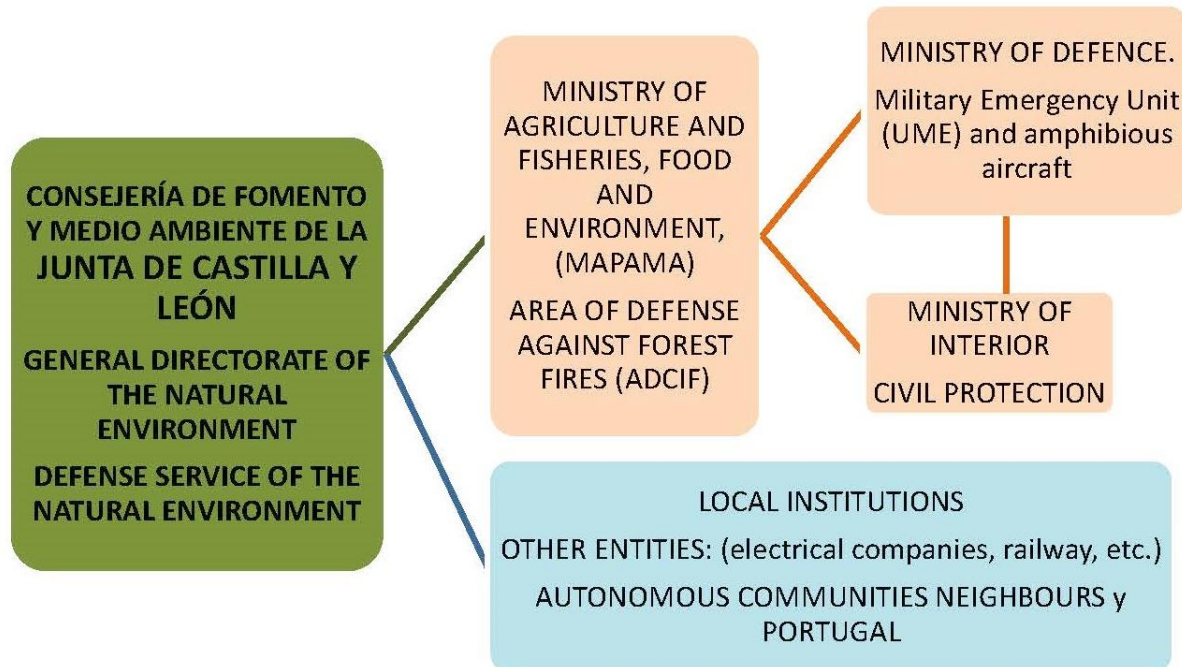 CONSEJERÍA DE FOMENTO
Y MEDIO AMBIENTE DE LA
JUNTA DE CASTILLA Y
LEÓN
GENERAL DIRECTORATE OF
THE NATURAL
ENVIRONMENT
DEFENSE SERVICE OF THE
NATURAL ENVIRONMENT
MINISTRY OF
AGRICULTURE AND
FISHERIES, FOOD
AND
ENVIRONMENT,
(MAPAMA)
AREA OF DEFENSE
AGAINST FOREST
FIRES (ADCIF)
MINISTRY OF DEFENCE.
Military Emergency Unit
(UME) and amphibious
aircraft
MINISTRY OF
INTERIOR
CIVIL PROTECTION
LOCAL INSTITUTIONS
OTHER ENTITIES: (electrical companies, railway, etc.)
AUTONOMOUS COMMUNITIES NEIGHBOURS y
PORTUGAL